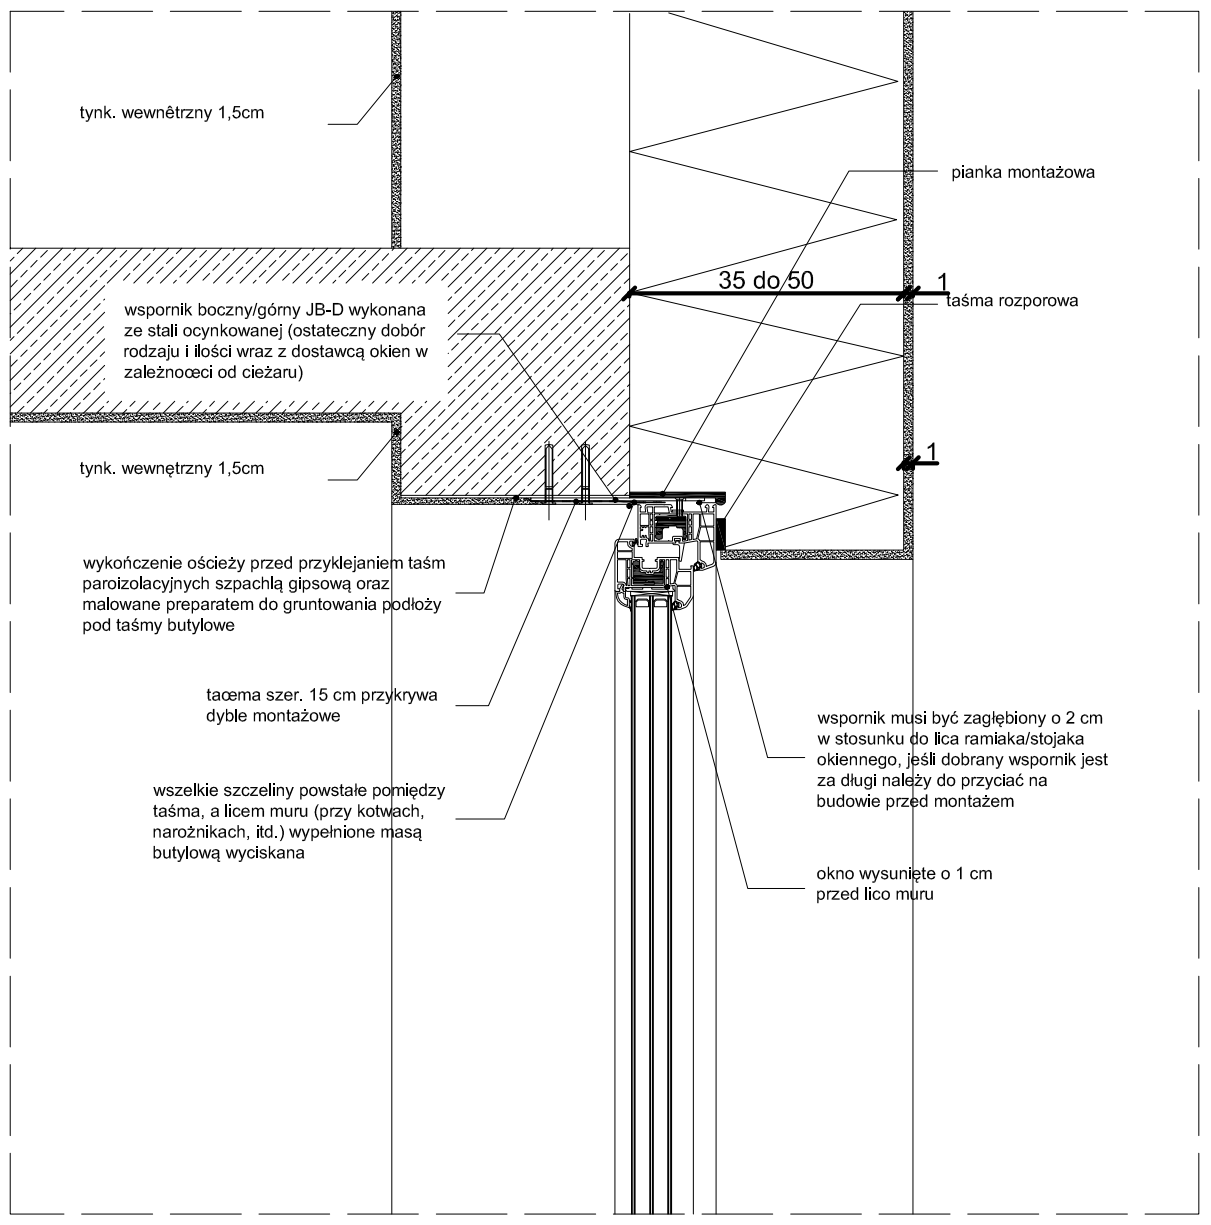 tynk. wewnêtrzny 1,5cm
pianka montażowa
35 do 50
1
taśma rozporowa
wspornik boczny/górny JB-D wykonana
ze stali ocynkowanej (ostateczny dobór
rodzaju i ilości wraz z dostawcą okien w
zależnoœci od cieżaru)
1
tynk. wewnętrzny 1,5cm
wykończenie ościeży przed przyklejaniem taśm
paroizolacyjnych szpachlą gipsową oraz
malowane preparatem do gruntowania podłoży
pod taśmy butylowe
taœma szer. 15 cm przykrywa
dyble montażowe
wspornik musi być zagłębiony o 2 cm
w stosunku do lica ramiaka/stojaka
okiennego, jeśli dobrany wspornik jest
za długi należy do przyciać na
budowie przed montażem
wszelkie szczeliny powstałe pomiędzy
taśma, a licem muru (przy kotwach,
narożnikach, itd.) wypełnione masą
butylową wyciskana
okno wysunięte o 1 cm
przed lico muru